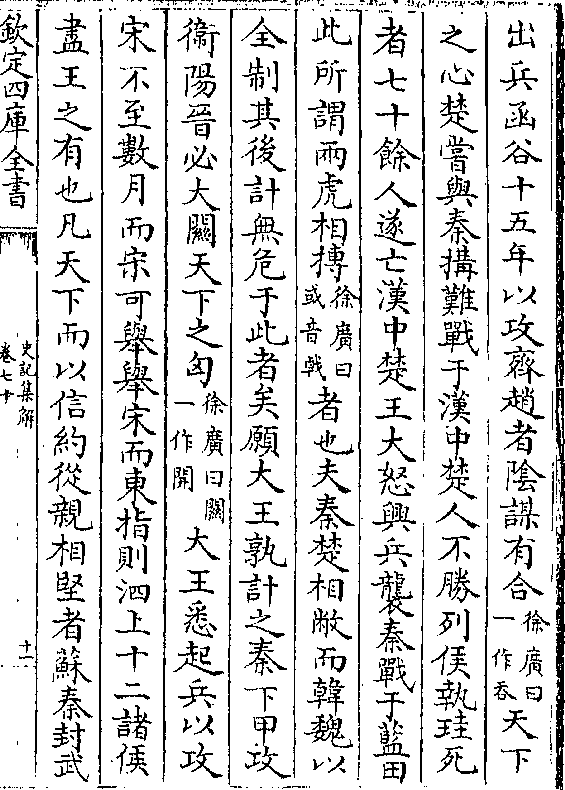 出兵函谷十五年以攻齊趙者陰謀有合徐廣曰一作吞天下
之心楚嘗與秦搆難戰于漢中楚人不勝列侯執珪死
者七十餘人遂亡漢中楚王大怒興兵襲秦戰于藍田
此所謂兩虎相摶徐廣曰或音戟者也夫秦楚相敝而韓魏以
全制其後計無危于此者矣願大王孰計之秦下甲攻
衞陽晉必大關天下之匈徐廣曰關一作開大王悉起兵以攻
宋不至數月而宋可舉舉宋而東指則泗上十二諸侯
盡王之有也凡天下而以信約從親相堅者蘇秦封武
欽定四庫全書
史記集解
卷七十
十一